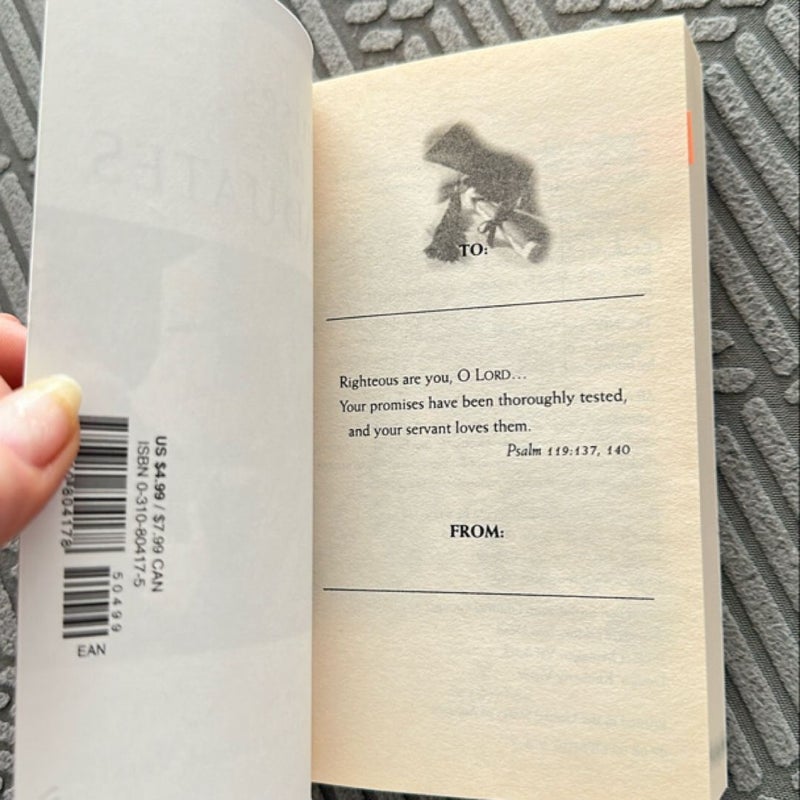 TO:
Righteous are you, O LORD...
Your promises have been thoroughly tested,
and your servant loves them.
Psalm 119:137, 140
FROM:
US $4.99 / $7.99 CAN
ISBN 0-310-80417-5
804178
50499
EAN